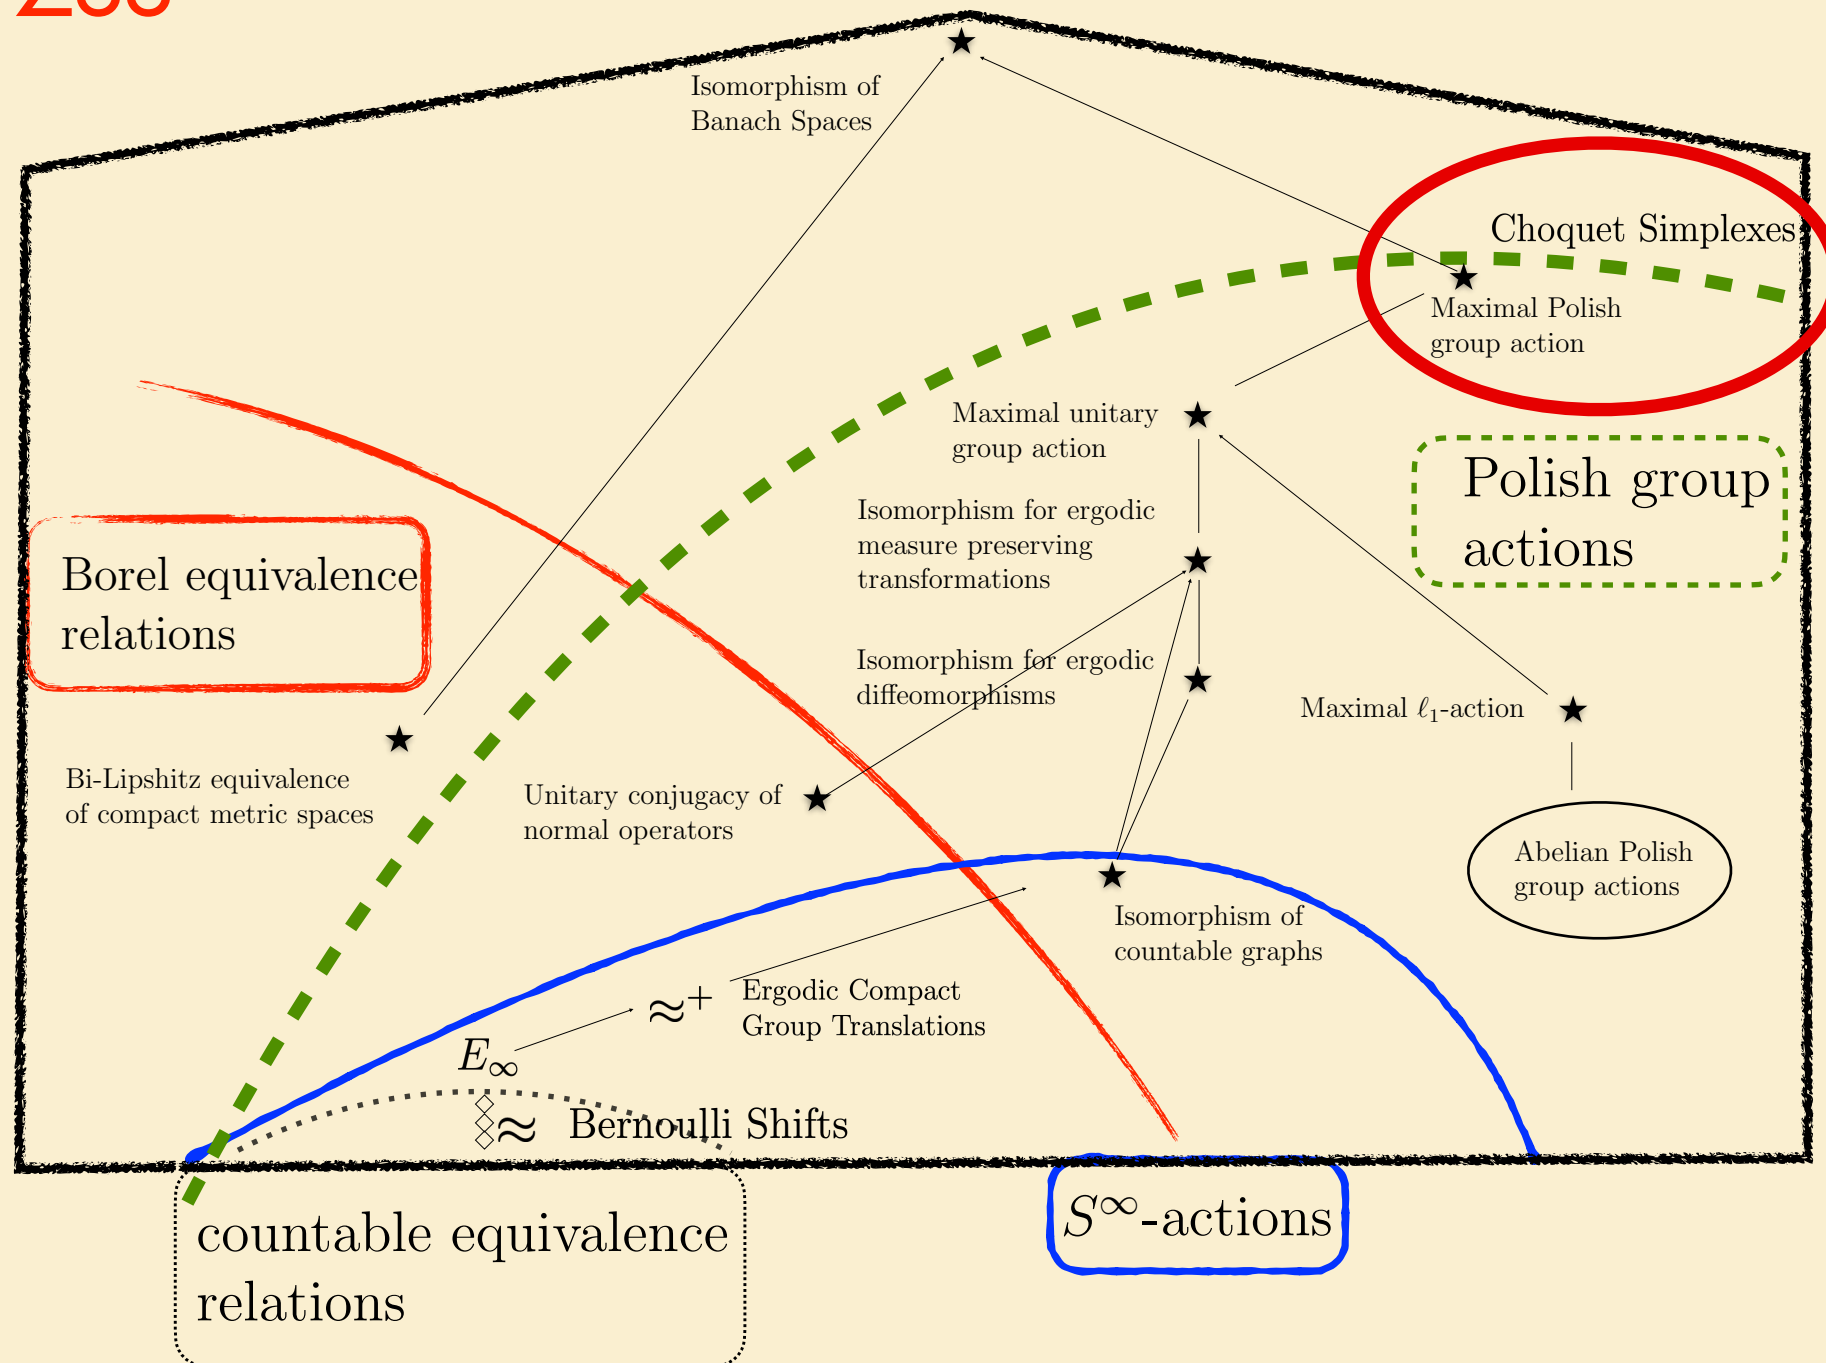 Zoo
Isomorphism of
Banach Spaces
Choquet Simplexes
Maximal Polish
group action
Maximal unitary
group action
Polish group
actions
Isomorphism for ergodic
measure preserving
transformations
Borel equivalence
relations
Isomorphism for ergodic
diffeomorphisms
Maximal ℓ₁-action
Bi-Lipshitz equivalence
of compact metric spaces
Unitary conjugacy of
normal operators
Abelian Polish
group actions
Isomorphism of
countable graphs
≈⁺ Ergodic Compact
Group Translations
E∞
≈ Bernoulli Shifts
S^∞-actions
countable equivalence
relations